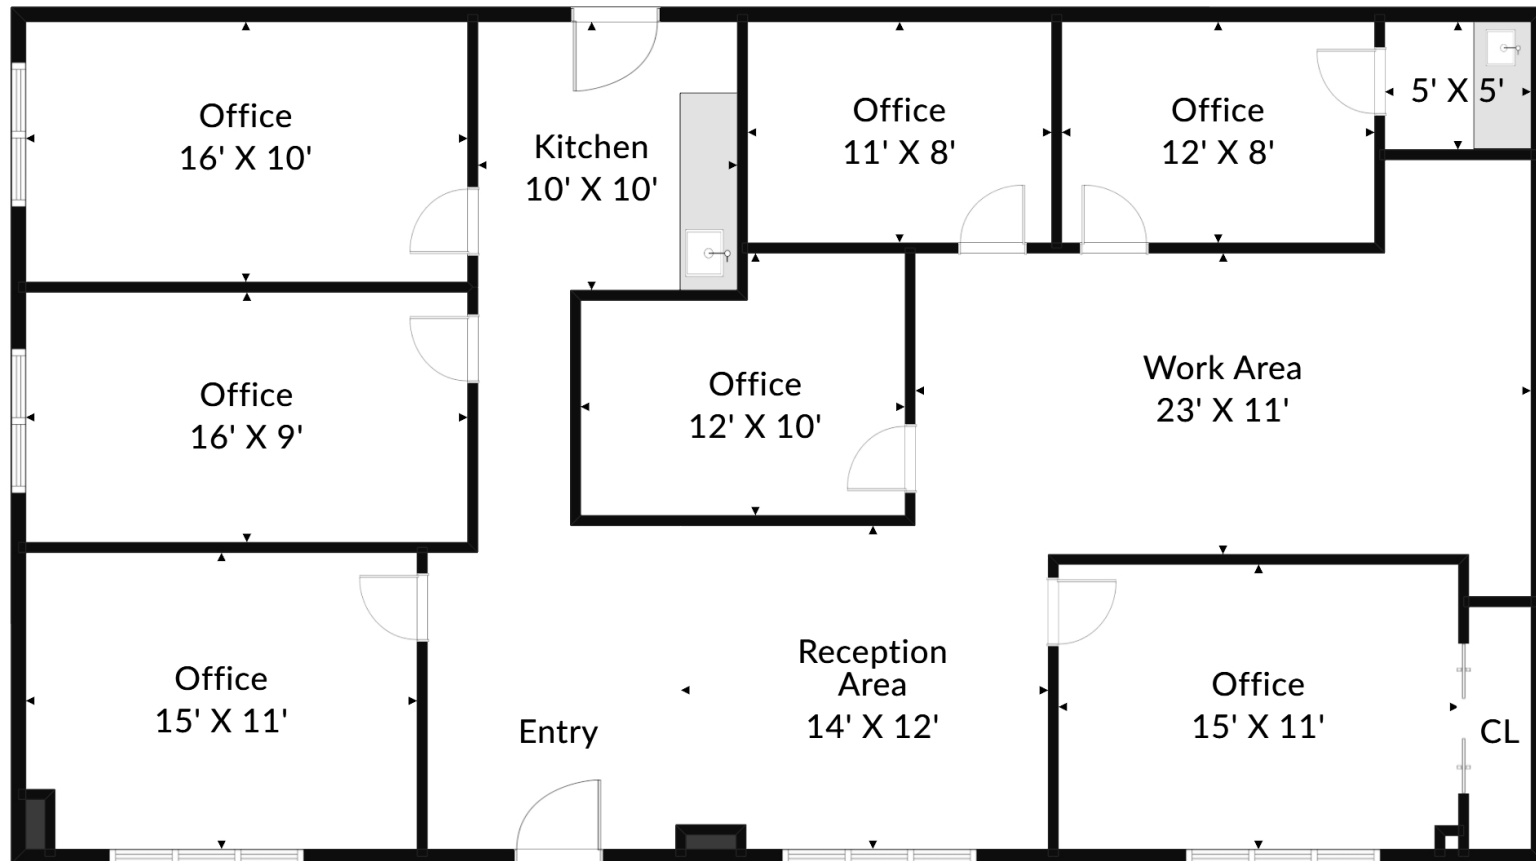 Office
16' X 10'
Kitchen
10' X 10'
Office
11' X 8'
Office
12' X 8'
5' X 5'
Office
16' X 9'
Office
12' X 10'
Work Area
23' X 11'
Office
15' X 11'
Entry
Reception
Area
14' X 12'
Office
15' X 11'
CL